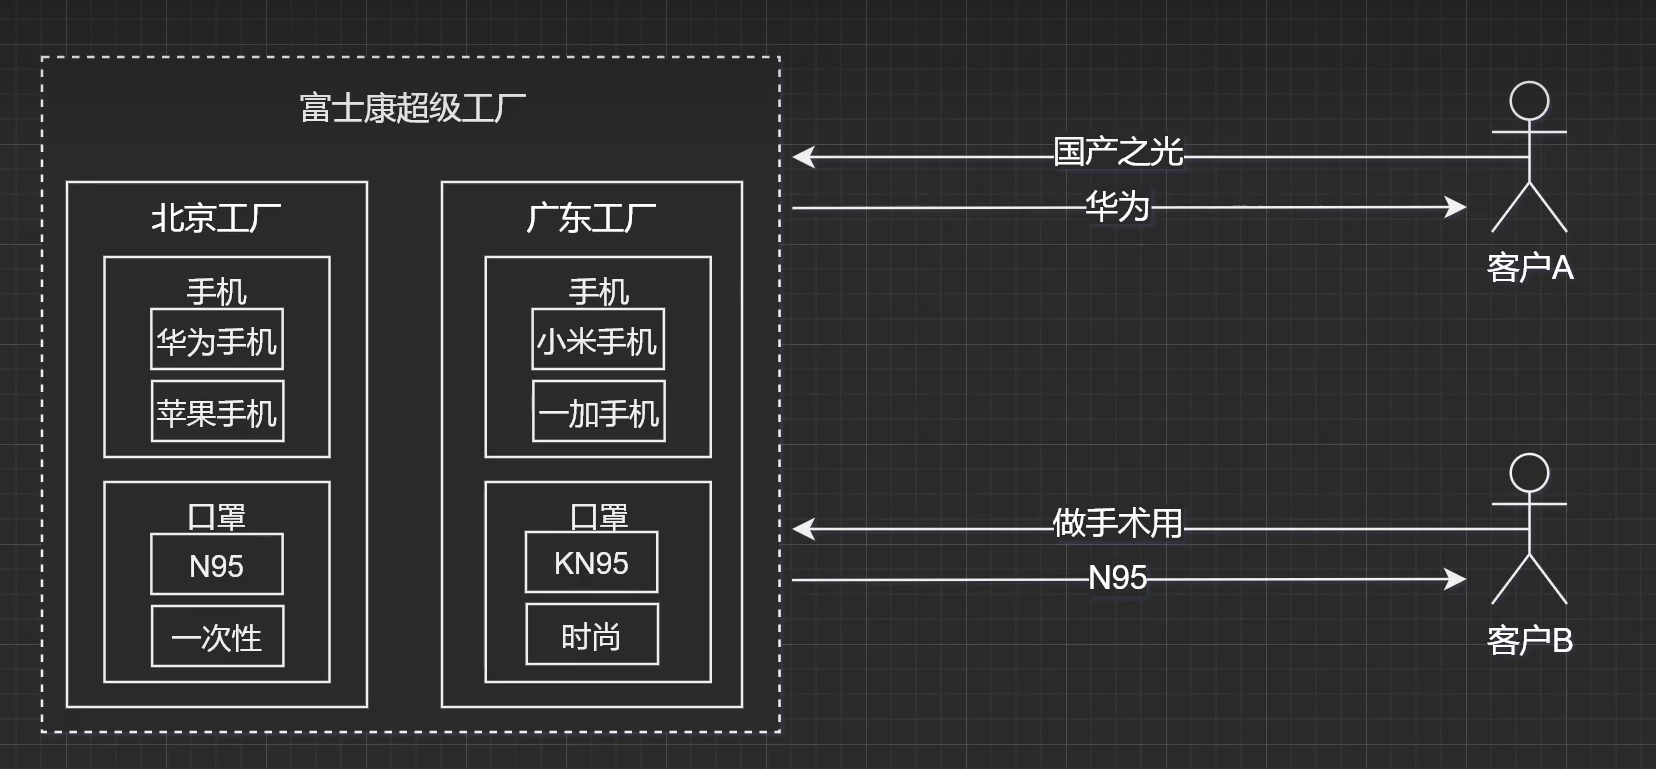 富士康超级工厂
北京工厂
手机
华为手机
苹果手机
口罩
N95
一次性
广东工厂
手机
小米手机
一加手机
口罩
KN95
时尚
国产之光
华为
客户A
做手术用
N95
客户B